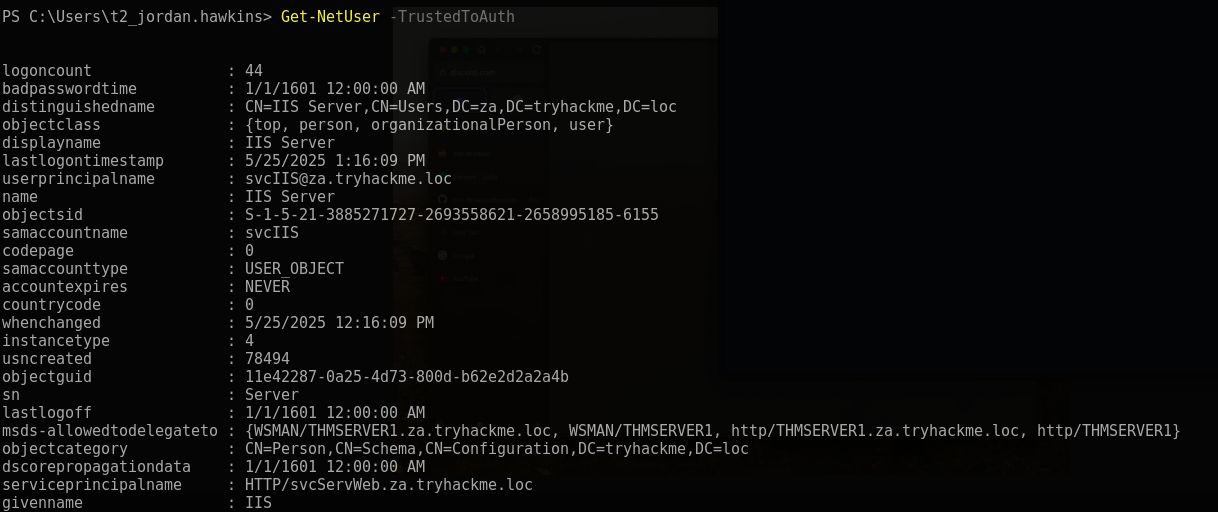 PS C:\Users\t2_jordan.hawkins> Get-NetUser -TrustedToAuth
logoncount : 44
badpasswordtime : 1/1/1601 12:00:00 AM
distinguishedname : CN=IIS Server,CN=Users,DC=za,DC=tryhackme,DC=loc
objectclass : {top, person, organizationalPerson, user}
displayname : IIS Server
lastlogontimestamp : 5/25/2025 1:16:09 PM
userprincipalname : svcIIS@za.tryhackme.loc
name : IIS Server
objectsid : S-1-5-21-3885271727-2693558621-2658995185-6155
samaccountname : svcIIS
codepage : 0
samaccounttype : USER_OBJECT
accountexpires : NEVER
countrycode : 0
whenchanged : 5/25/2025 12:16:09 PM
instancetype : 4
usncreated : 78494
objectguid : 11e42287-0a25-4d73-800d-b62e2d2a2a4b
sn : Server
lastlogoff : 1/1/1601 12:00:00 AM
msds-allowedtodelegateto : {WSMAN/THMSERVER1.za.tryhackme.loc, WSMAN/THMSERVER1, http/THMSERVER1.za.tryhackme.loc, http/THMSERVER1}
objectcategory : CN=Person,CN=Schema,CN=Configuration,DC=tryhackme,DC=loc
dscorepropagationdata : 1/1/1601 12:00:00 AM
serviceprincipalname : HTTP/svcServWeb.za.tryhackme.loc
givenname : IIS